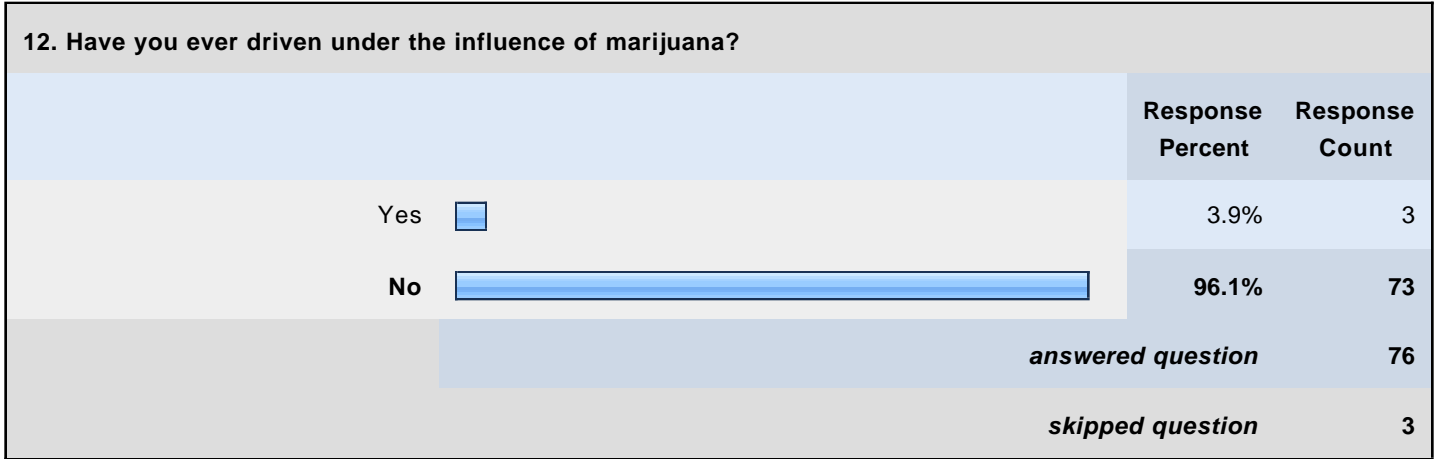 12. Have you ever driven under the influence of marijuana?
Response Response
Percent Count
Yes 3.9% 3
No 96.1% 73
answered question 76
skipped question 3